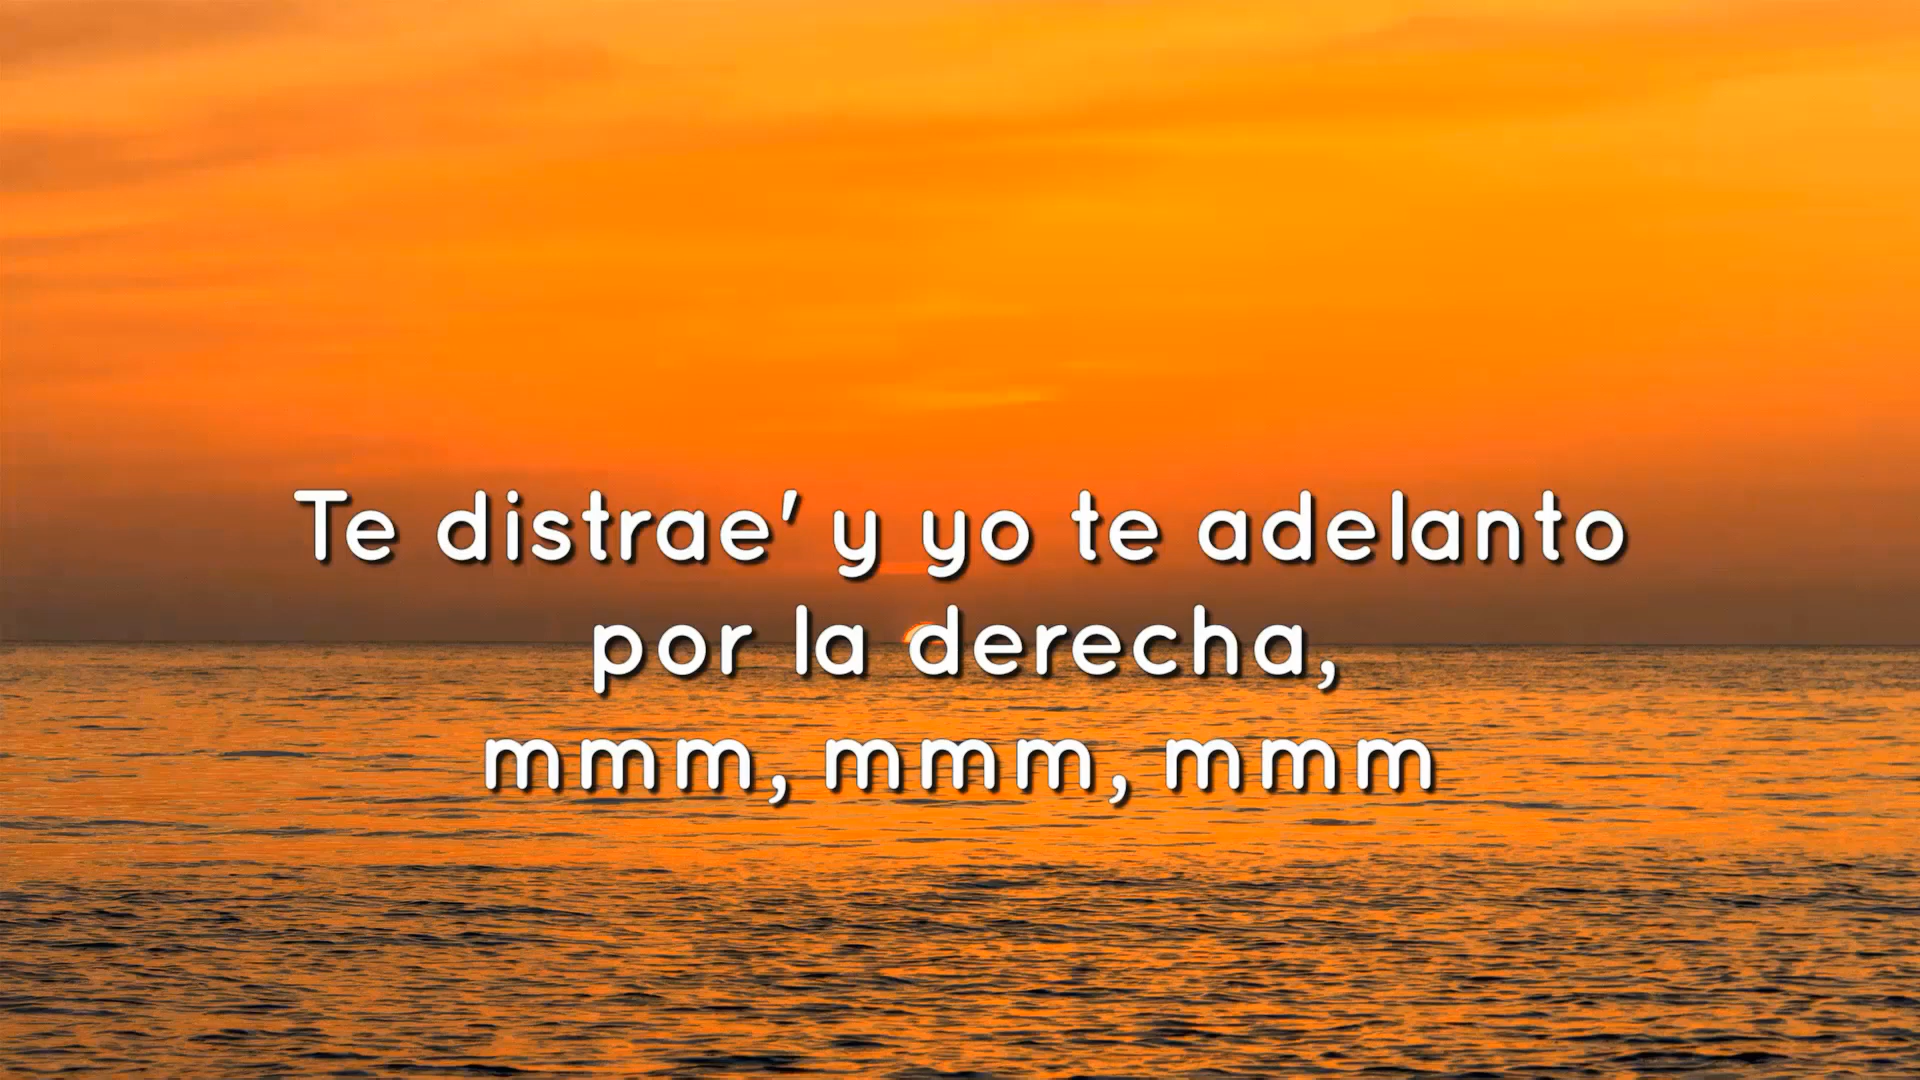 Te distrae' y yo te adelanto
por la derecha,
mmm, mmm, mmm